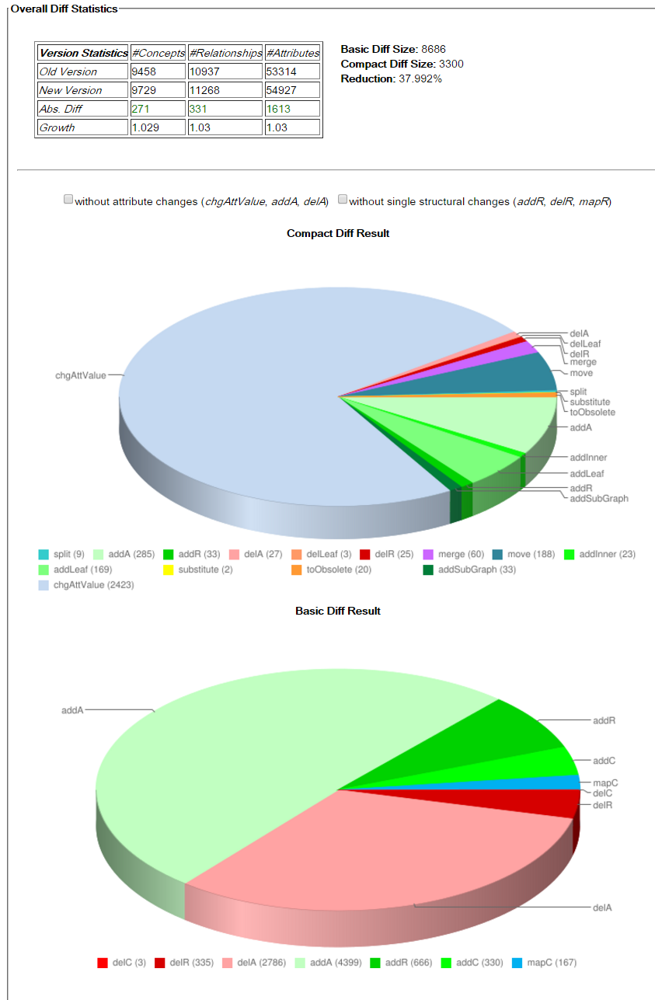 Overall Diff Statistics
Version Statistics #Concepts #Relationships #Attributes
Old Version 9458 10937 53314
New Version 9729 11268 54927
Abs. Diff 271 331 1613
Growth 1.029 1.03 1.03
Basic Diff Size: 8686
Compact Diff Size: 3300
Reduction: 37.992%
without attribute changes (chgAttValue, addA, delA) without single structural changes (addR, delR, mapR)
Compact Diff Result
chgAttValue
delA
delLeaf
delR
merge
move
split
substitute
toObsolete
addA
addInner
addLeaf
addR
addSubGraph
split (9) addA (285) addR (33) delA (27) delLeaf (3) delR (25) merge (60) move (188) addInner (23)
addLeaf (169) substitute (2) toObsolete (20) addSubGraph (33)
chgAttValue (2423)
Basic Diff Result
addA
addR
addC
mapC
delC
delR
delA
delC (3) delR (335) delA (2786) addA (4399) addR (666) addC (330) mapC (167)